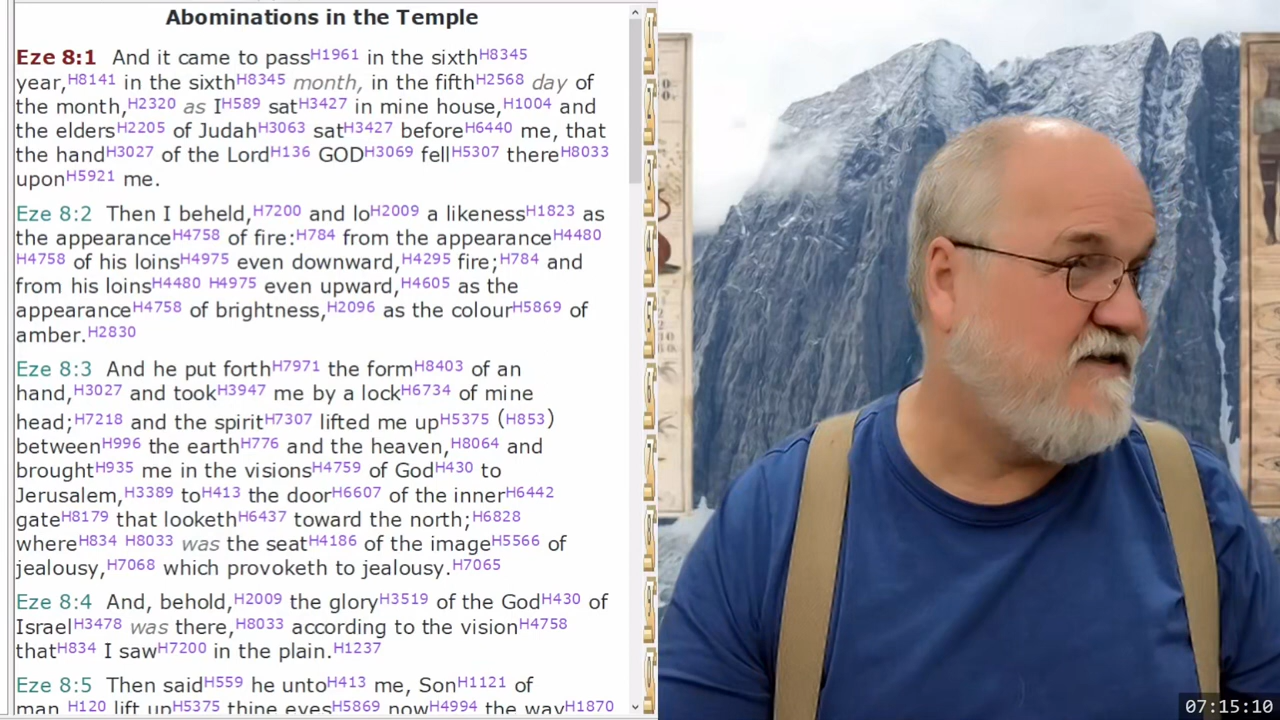 Abominations in the Temple
Eze 8:1 And it came to passH1961 in the sixthH8345
year,H8141 in the sixthH8345 month, in the fifthH2568 day of
the month,H2320 as IH589 satH3427 in mine house,H1004 and
the eldersH2205 of JudahH3063 satH3427 beforeH6440 me, that
the handH3027 of the LordH136 GODH3069 fellH5307 thereH8033
uponH5921 me.
Eze 8:2 Then I beheld,H7200 and loH2009 a likenessH1823 as
the appearanceH4758 of fire:H784 from the appearanceH4480
H4758 of his loinsH4975 even downward,H4295 fire;H784 and
from his loinsH4480 H4975 even upward,H4605 as the
appearanceH4758 of brightness,H2096 as the colourH5869 of
amber.H2830
Eze 8:3 And he put forthH7971 the formH8403 of an
hand,H3027 and tookH3947 me by a lockH6734 of mine
head;H7218 and the spiritH7307 lifted me upH5375 (H853)
betweenH996 the earthH776 and the heaven,H8064 and
broughtH935 me in the visionsH4759 of GodH430 to
Jerusalem,H3389 toH413 the doorH6607 of the innerH6442
gateH8179 that lookethH6437 toward the north;H6828
whereH834 H8033 was the seatH4186 of the imageH5566 of
jealousy,H7068 which provoketh to jealousy.H7065
Eze 8:4 And, behold,H2009 the gloryH3519 of the GodH430 of
IsraelH3478 was there,H8033 according to the visionH4758
thatH834 I sawH7200 in the plain.H1237
Eze 8:5 Then saidH559 he untoH413 me, SonH1121 of
man,H120 lift upH5375 thine eyesH5869 nowH4994 the wayH1870
07:15:10